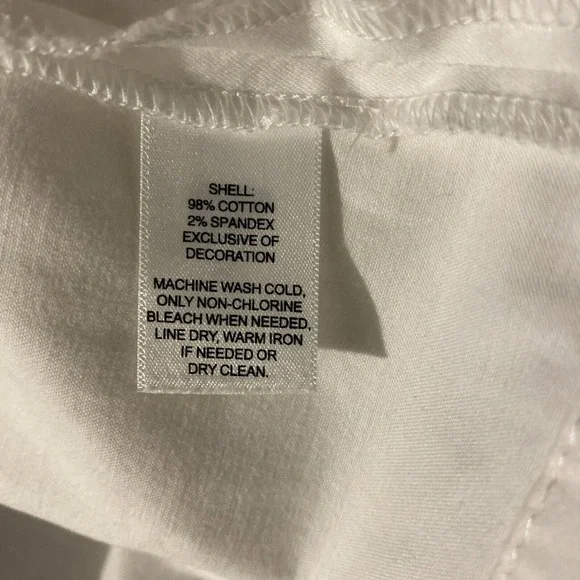 SHELL:
98% COTTON
2% SPANDEX
EXCLUSIVE OF
DECORATION
MACHINE WASH COLD,
ONLY NON-CHLORINE
BLEACH WHEN NEEDED,
LINE DRY, WARM IRON
IF NEEDED OR
DRY CLEAN.